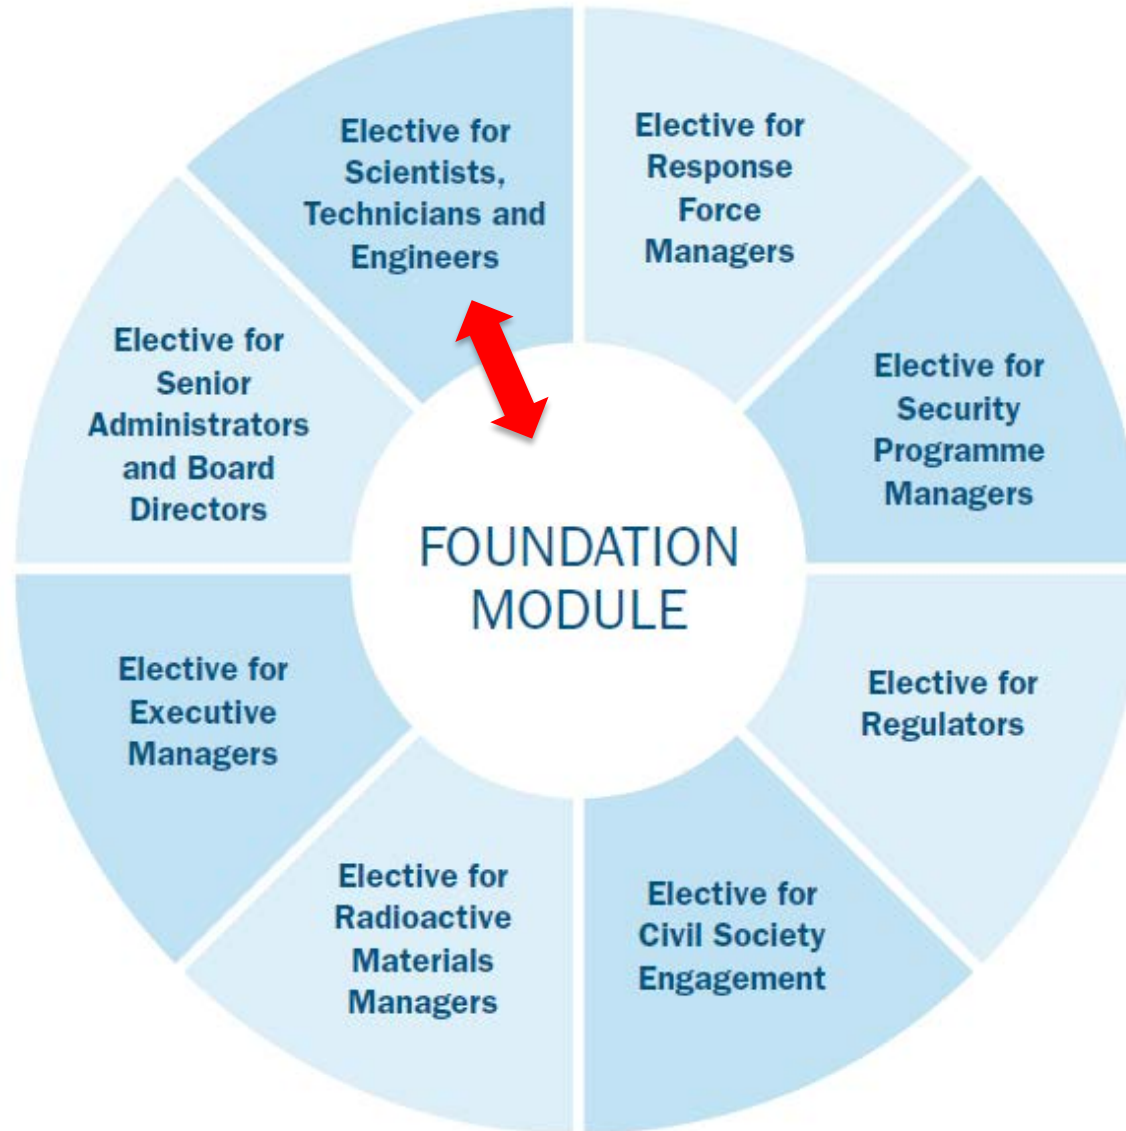 Elective for
Scientists,
Technicians and
Engineers
Elective for
Response
Force
Managers
Elective for
Senior
Administrators
and Board
Directors
Elective for
Security
Programme
Managers
FOUNDATION
MODULE
Elective for
Executive
Managers
Elective for
Regulators
Elective for
Radioactive
Materials
Managers
Elective for
Civil Society
Engagement